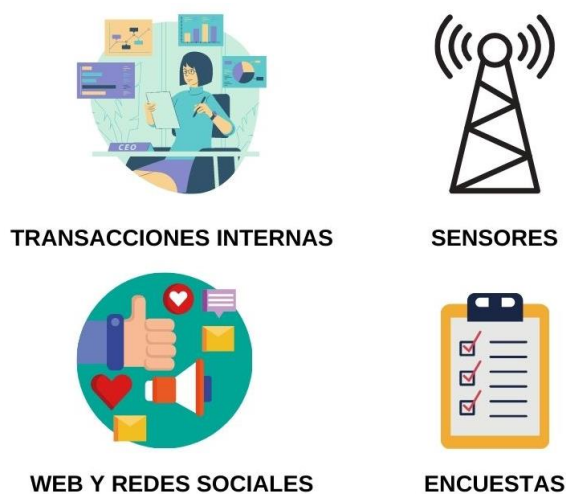 CEO
TRANSACCIONES INTERNAS
SENSORES
WEB Y REDES SOCIALES
ENCUESTAS